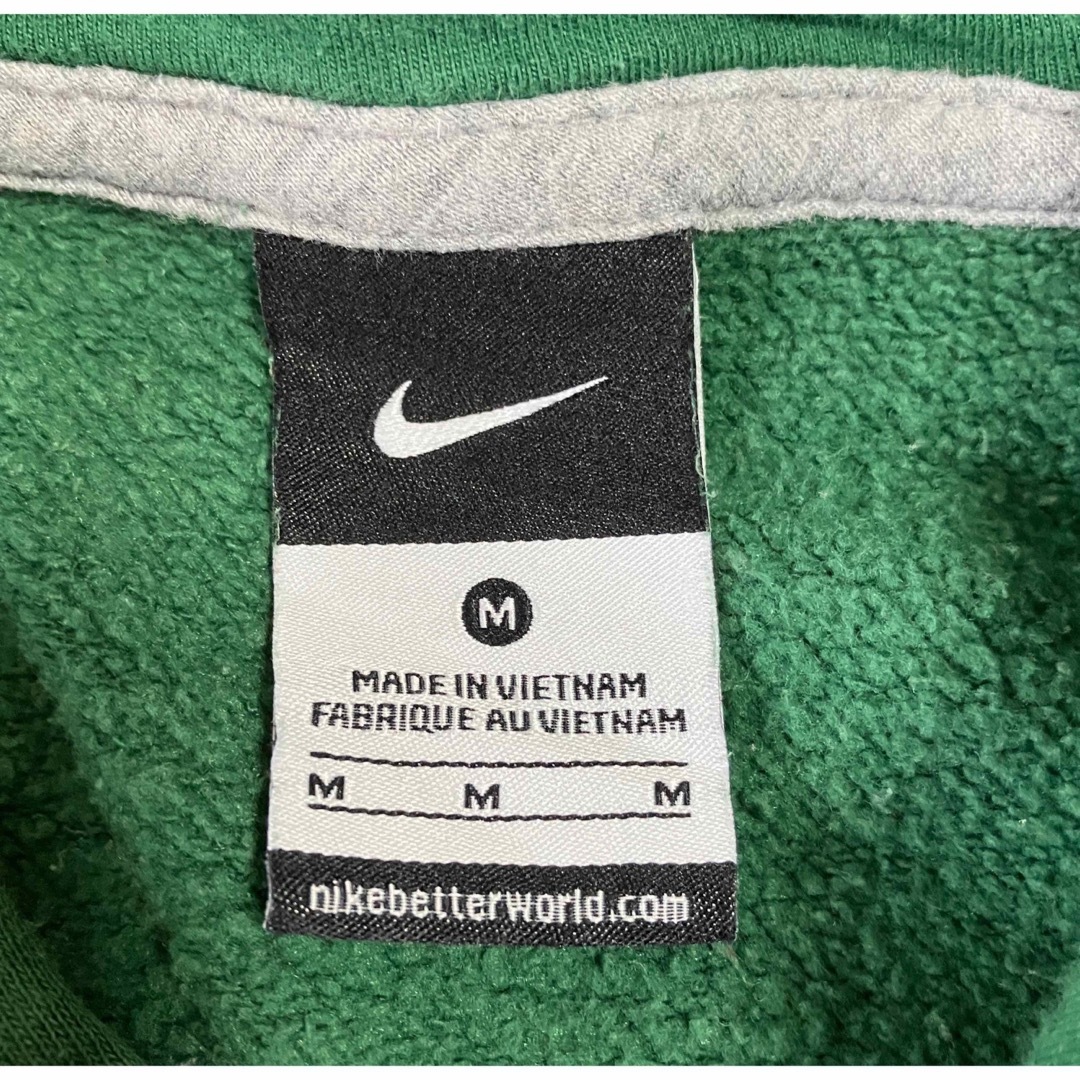 M
MADE IN VIETNAM
FABRIQUE AU VIETNAM
M M M
nikebetterworld.com